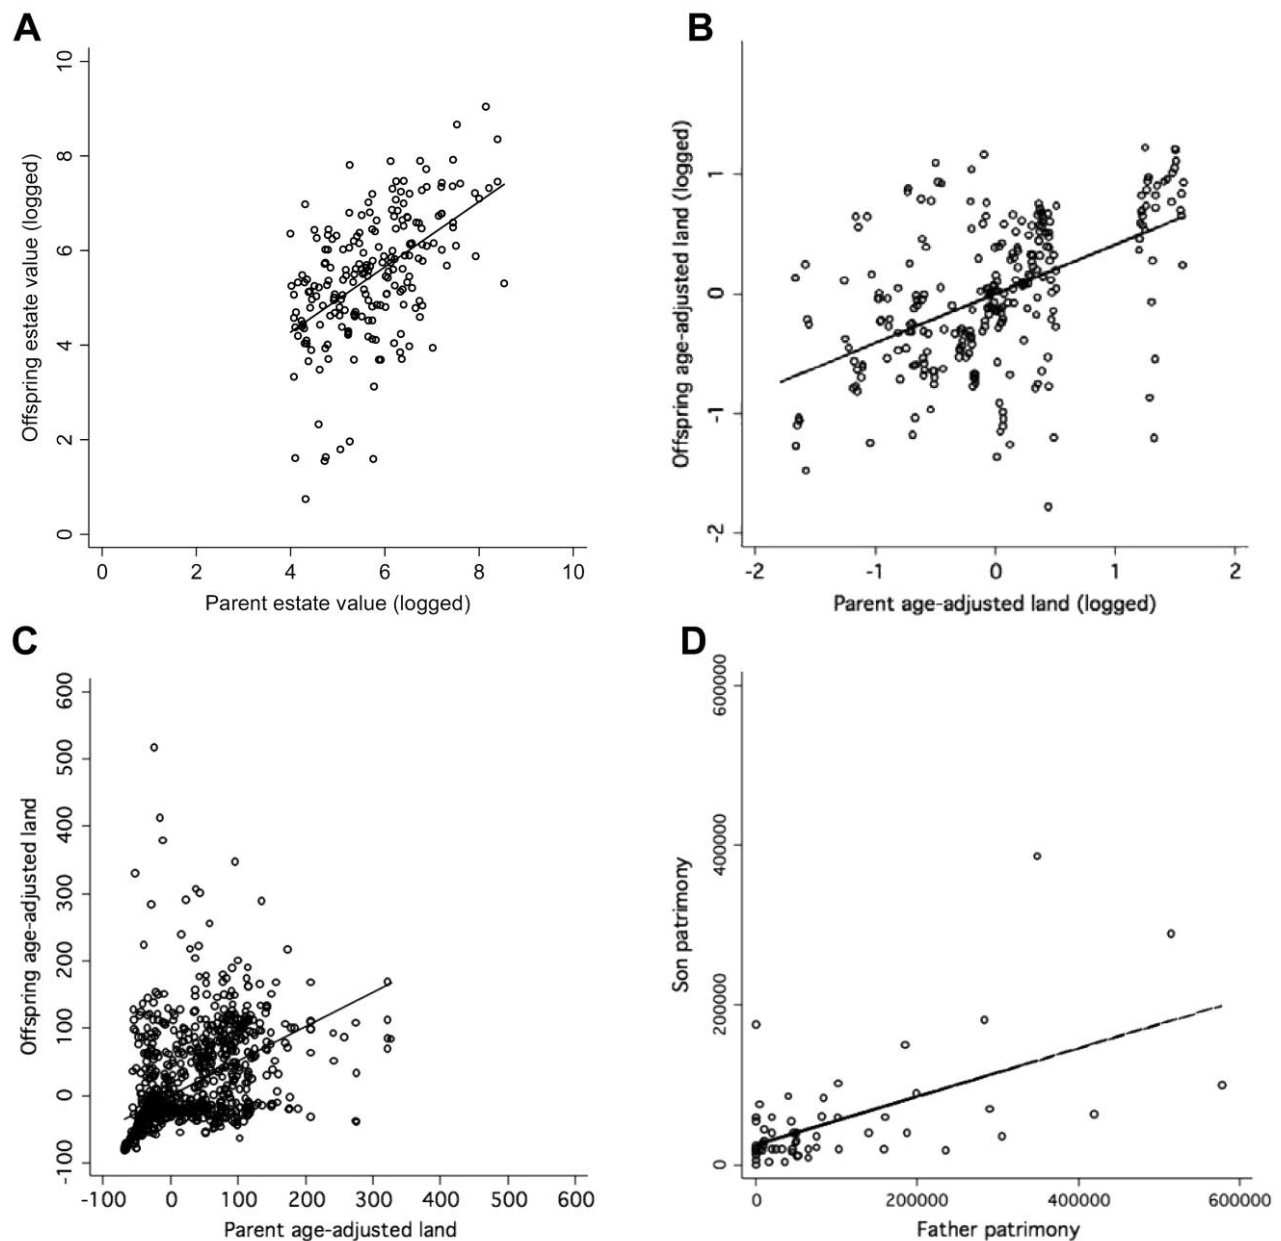 A
Offspring estate value (logged)
10
8
6
4
2
0
0 2 4 6 8 10
Parent estate value (logged)
B
Offspring age-adjusted land (logged)
1
0
-1
-2
-2 -1 0 1 2
Parent age-adjusted land (logged)
C
Offspring age-adjusted land
600
500
400
300
200
100
0
-100
-100 0 100 200 300 400 500 600
Parent age-adjusted land
D
Son patrimony
600000
400000
200000
0
0 200000 400000 600000
Father patrimony